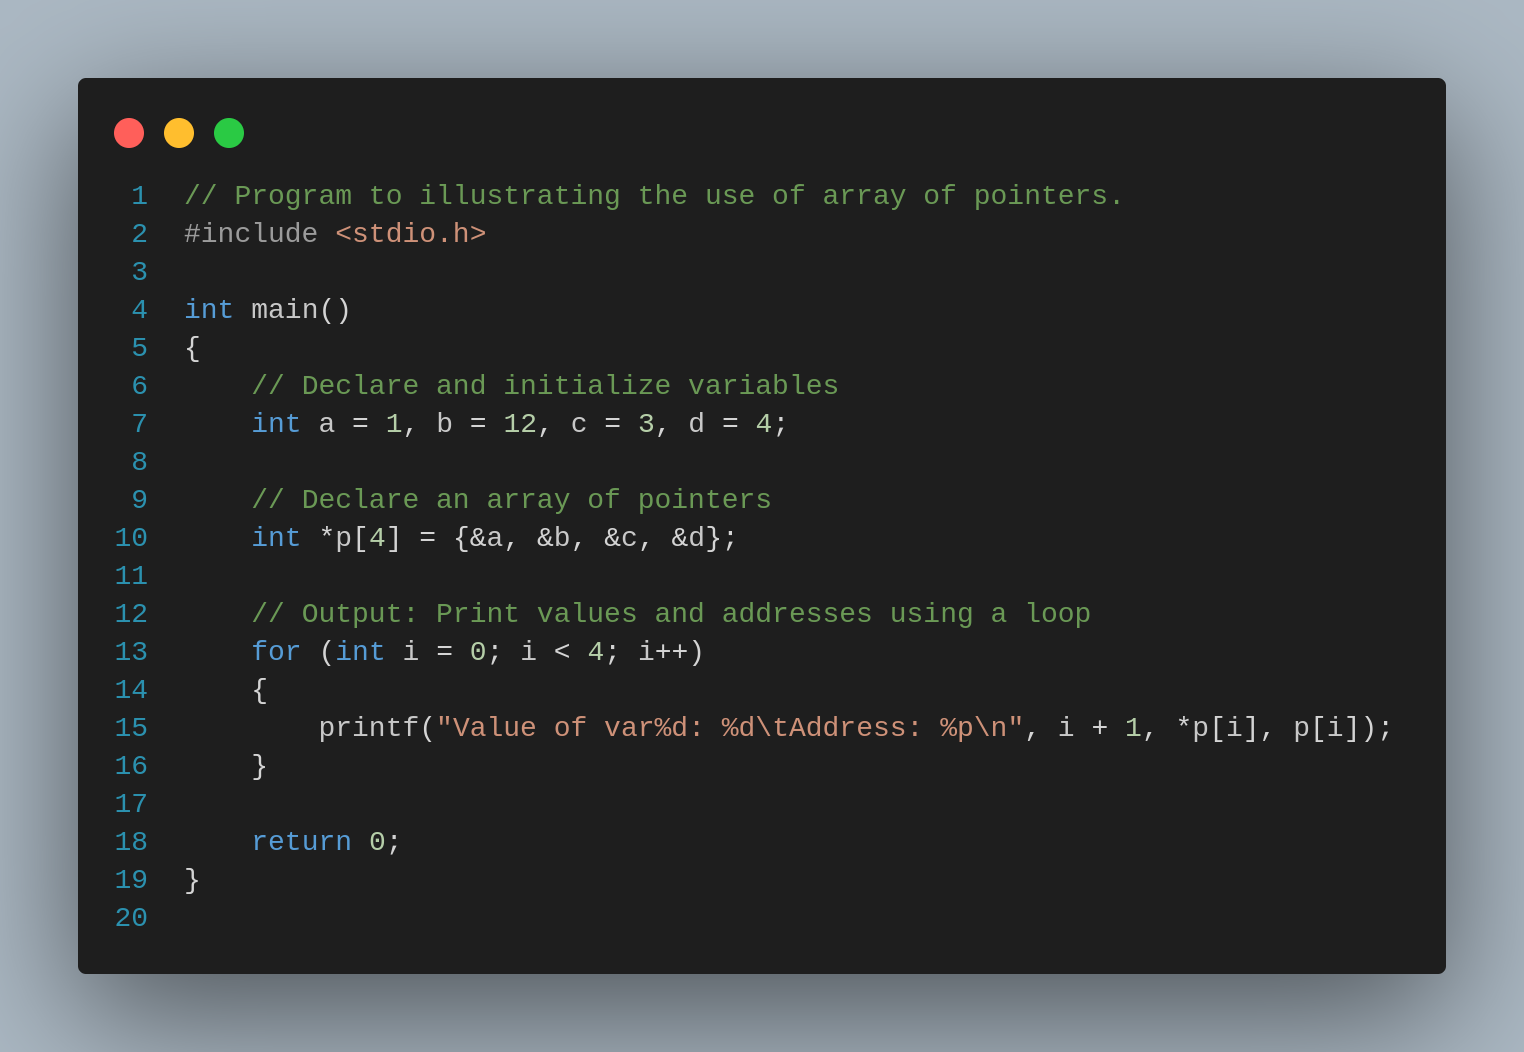 1 // Program to illustrating the use of array of pointers.
2 #include <stdio.h>
3
4 int main()
5 {
6     // Declare and initialize variables
7     int a = 1, b = 12, c = 3, d = 4;
8
9     // Declare an array of pointers
10     int *p[4] = {&a, &b, &c, &d};
11
12     // Output: Print values and addresses using a loop
13     for (int i = 0; i < 4; i++)
14     {
15         printf("Value of var%d: %d\tAddress: %p\n", i + 1, *p[i], p[i]);
16     }
17
18     return 0;
19 }
20